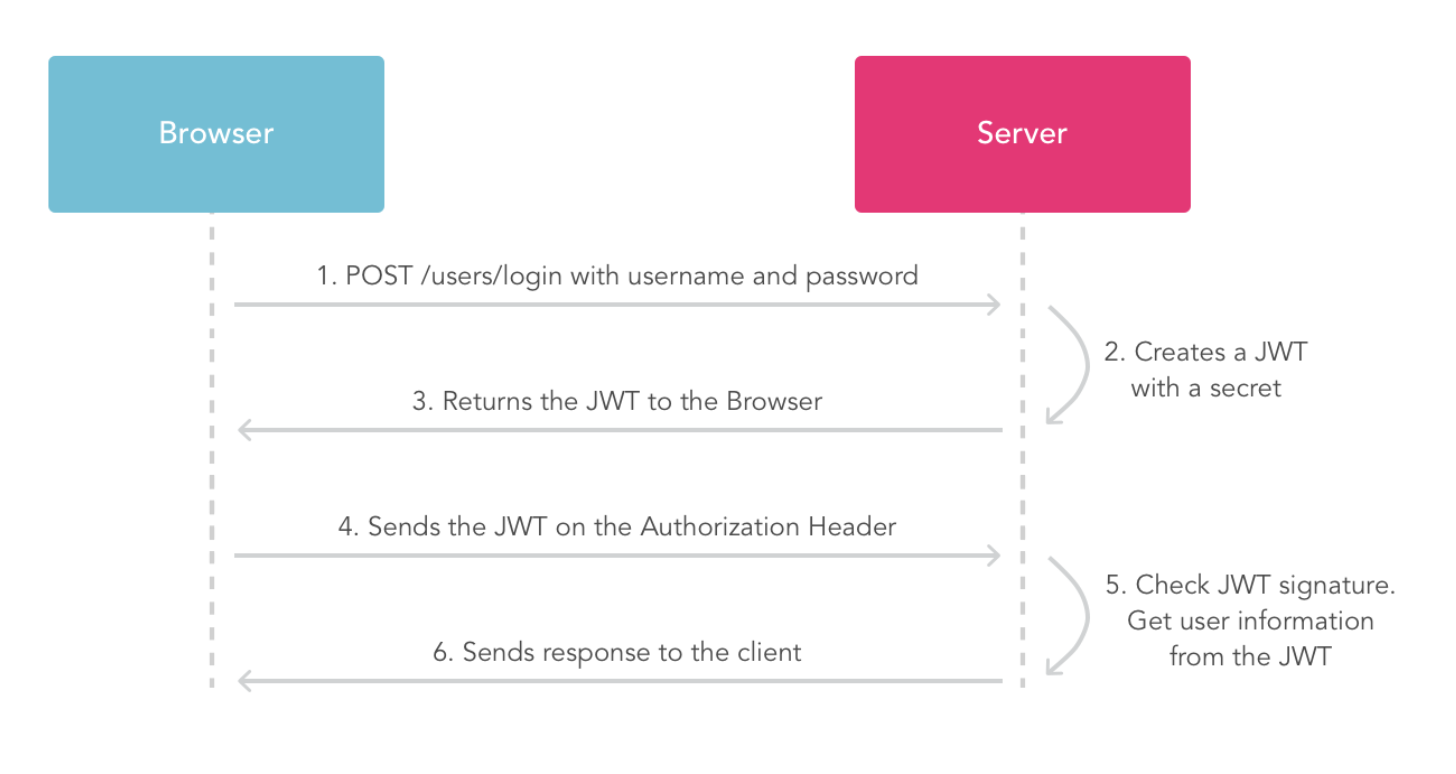 Browser
Server
1. POST /users/login with username and password
2. Creates a JWT
with a secret
3. Returns the JWT to the Browser
4. Sends the JWT on the Authorization Header
5. Check JWT signature.
Get user information
from the JWT
6. Sends response to the client